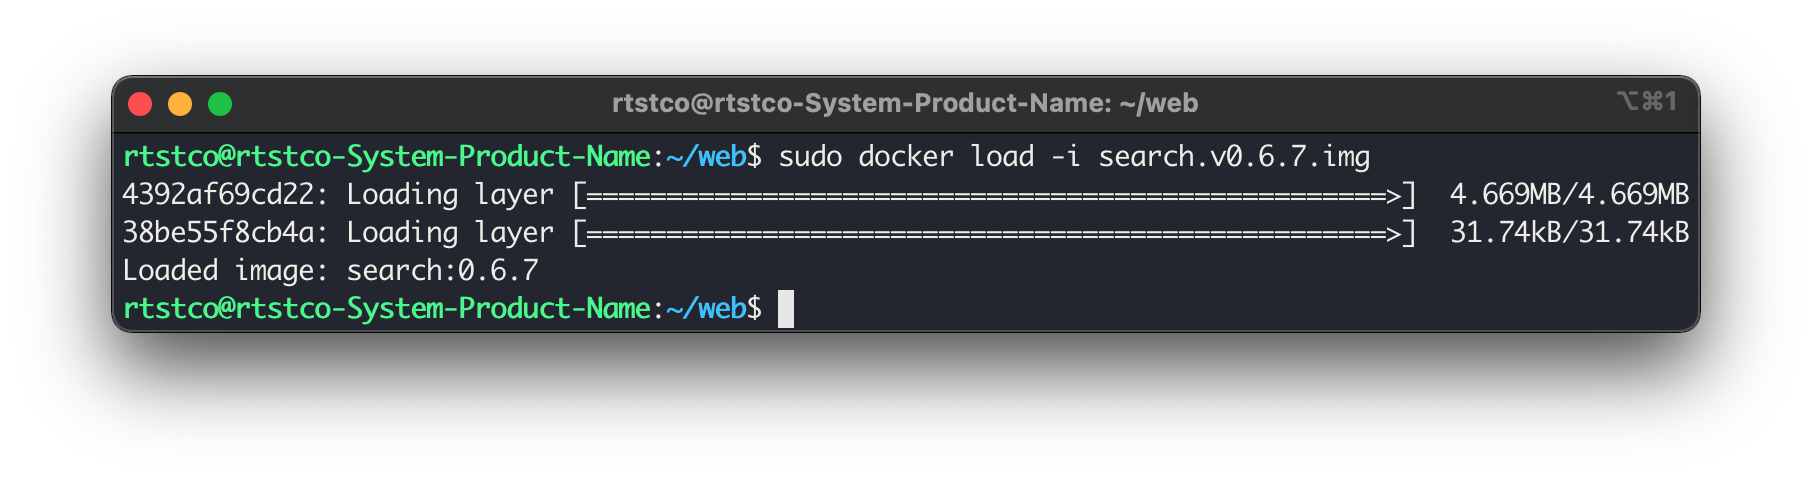 rtstco@rtstco-System-Product-Name: ~/web ⌥⌘1
rtstco@rtstco-System-Product-Name:~/web$ sudo docker load -i search.v0.6.7.img
4392af69cd22: Loading layer [==================================================>]  4.669MB/4.669MB
38be55f8cb4a: Loading layer [==================================================>]  31.74kB/31.74kB
Loaded image: search:0.6.7
rtstco@rtstco-System-Product-Name:~/web$